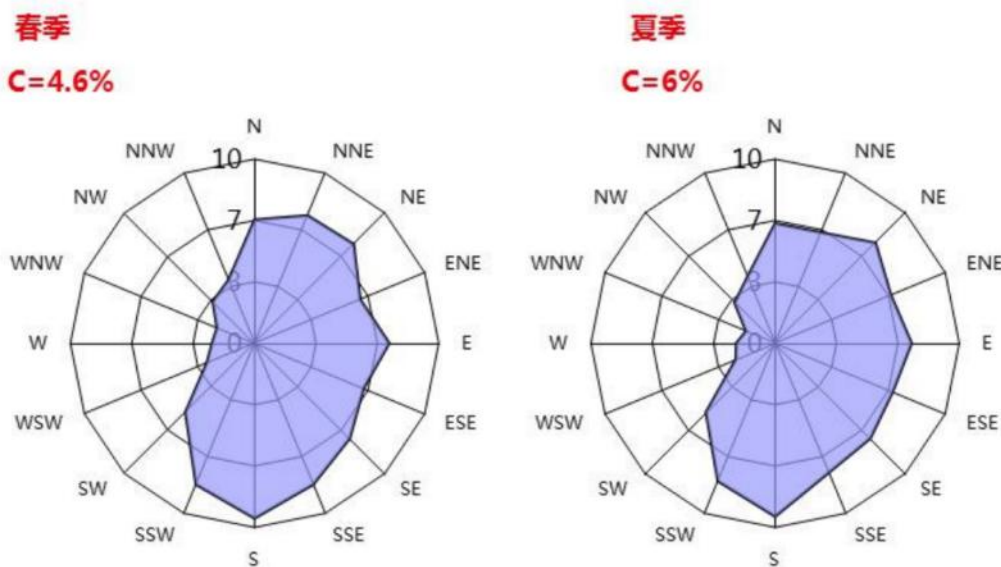 春季
C=4.6%
N
NNW
NNE
10
NW
NE
7
WNW
ENE
3
W
0
E
WSW
ESE
SW
SE
SSW
SSE
S
夏季
C=6%
N
NNW
NNE
10
NW
NE
7
WNW
ENE
3
W
0
E
WSW
ESE
SW
SE
SSW
SSE
S